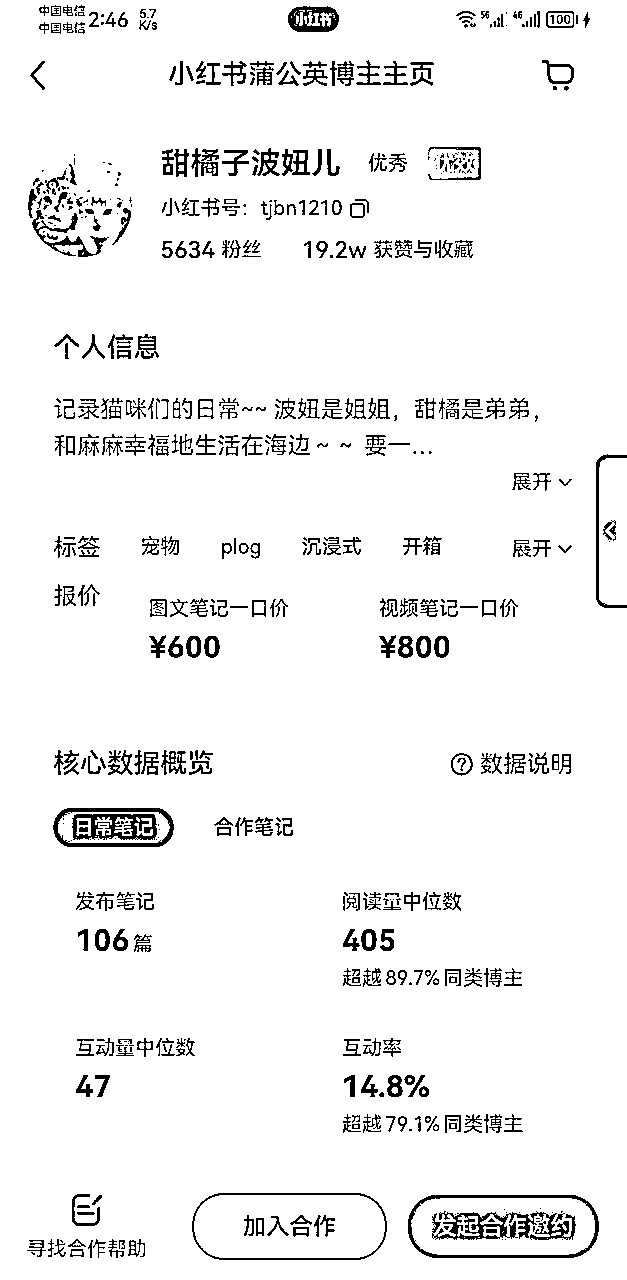 中国电信
中国电信
2:46
5.7
K/s
小红书
5G
4G
100
小红书蒲公英博主主页
甜橘子波妞儿 优秀
小红书号：tjbn1210
5634 粉丝 19.2w 获赞与收藏
个人信息
记录猫咪们的日常~~ 波妞是姐姐，甜橘是弟弟，
和麻麻幸福地生活在海边 ~ ~ 要一...
展开
标签 宠物 plog 沉浸式 开箱 展开
报价 图文笔记一口价 视频笔记一口价
¥600 ¥800
核心数据概览 数据说明
日常笔记 合作笔记
发布笔记 阅读量中位数
106 篇 405
超越 89.7% 同类博主
互动量中位数 互动率
47 14.8%
超越 79.1% 同类博主
寻找合作帮助 加入合作 发起合作邀约